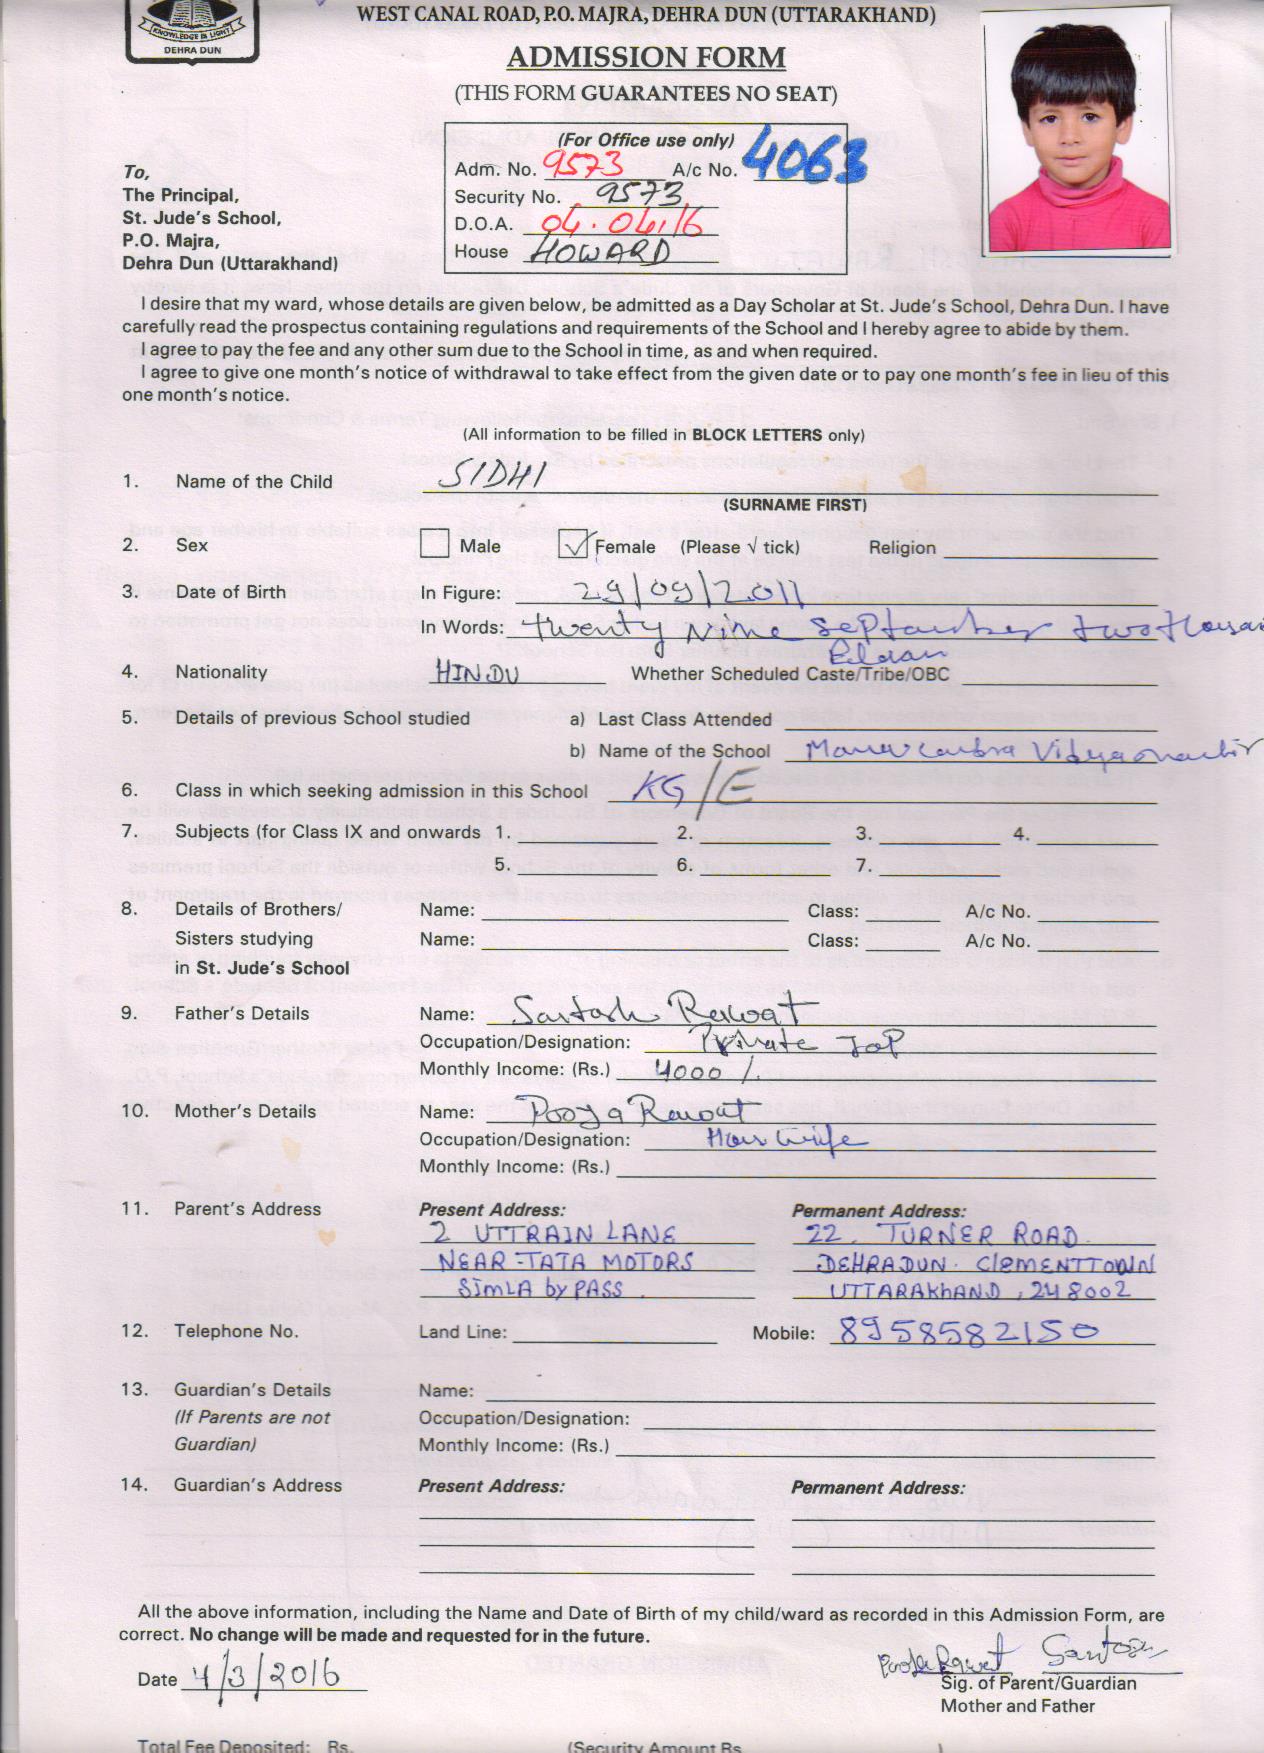 KNOWLEDGE IS LIGHT
DEHRA DUN
WEST CANAL ROAD, P.O. MAJRA, DEHRA DUN (UTTARAKHAND)
ADMISSION FORM
(THIS FORM GUARANTEES NO SEAT)
(For Office use only)
Adm. No. 9573 A/c No. 4063
Security No. 9573
D.O.A. 04.04.16
House HOWARD
To,
The Principal,
St. Jude's School,
P.O. Majra,
Dehra Dun (Uttarakhand)
I desire that my ward, whose details are given below, be admitted as a Day Scholar at St. Jude's School, Dehra Dun. I have
carefully read the prospectus containing regulations and requirements of the School and I hereby agree to abide by them.
I agree to pay the fee and any other sum due to the School in time, as and when required.
I agree to give one month's notice of withdrawal to take effect from the given date or to pay one month's fee in lieu of this
one month's notice.
(All information to be filled in BLOCK LETTERS only)
1. Name of the Child SIDHI
(SURNAME FIRST)
2. Sex Male Female (Please √ tick) Religion
3. Date of Birth In Figure: 29/09/2011
In Words: Twenty Nine September two
4. Nationality HINDU Whether Scheduled Caste/Tribe/OBC
5. Details of previous School studied a) Last Class Attended
b) Name of the School
6. Class in which seeking admission in this School KG/E
7. Subjects (for Class IX and onwards 1. 2. 3. 4.
5. 6. 7.
8. Details of Brothers/ Name: Class: A/c No.
Sisters studying Name: Class: A/c No.
in St. Jude's School
9. Father's Details Name: Santosh Rawat
Occupation/Designation: Private Job
Monthly Income: (Rs.) 4000/.
10. Mother's Details Name: Pooja Rawat
Occupation/Designation: House wife
Monthly Income: (Rs.)
11. Parent's Address Present Address: Permanent Address:
2 UTTRAIN LANE 22. TURNER ROAD
NEAR-TATA MOTORS DEHRADUN. CLEMENTTOWN
SIMLA by PASS. UTTARAKHAND, 248002
12. Telephone No. Land Line: Mobile: 8958582150
13. Guardian's Details Name:
(If Parents are not Occupation/Designation:
Guardian) Monthly Income: (Rs.)
14. Guardian's Address Present Address: Permanent Address:
All the above information, including the Name and Date of Birth of my child/ward as recorded in this Admission Form, are
correct. No change will be made and requested for in the future.
Pooja Rawat Santosh
Date 4/3/2016 Sig. of Parent/Guardian
Mother and Father
Total Fee Deposited: Rs. (Security Amount Rs. )